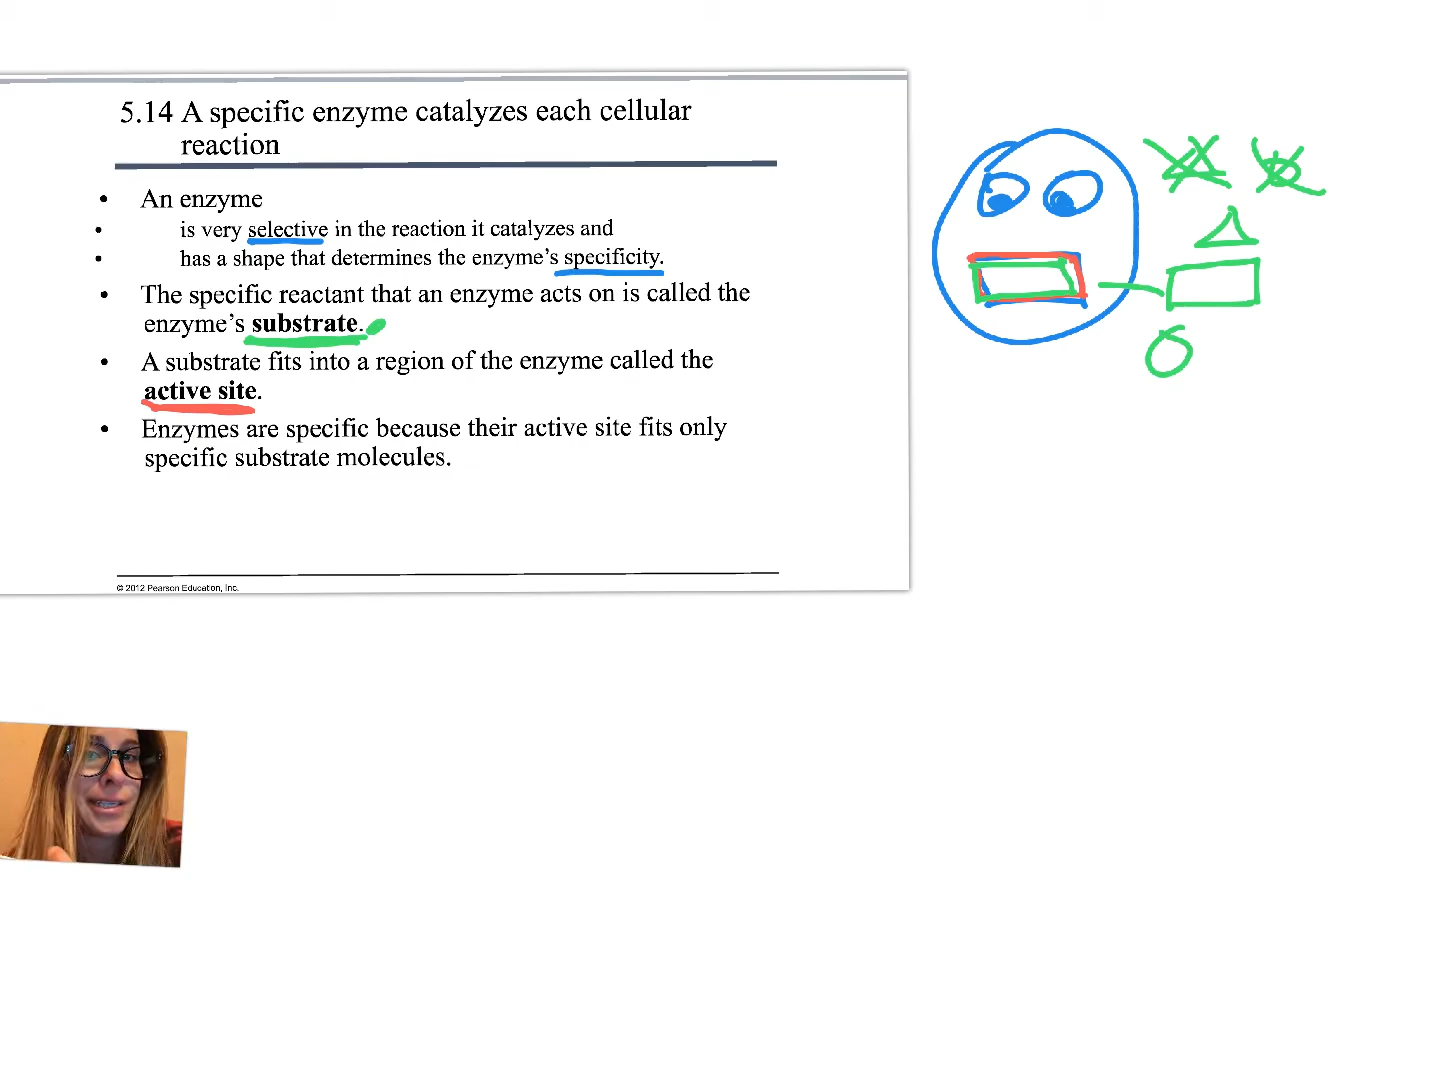 5.14 A specific enzyme catalyzes each cellular
reaction
• An enzyme
• is very selective in the reaction it catalyzes and
• has a shape that determines the enzyme’s specificity.
• The specific reactant that an enzyme acts on is called the
enzyme’s substrate.
• A substrate fits into a region of the enzyme called the
active site.
• Enzymes are specific because their active site fits only
specific substrate molecules.
© 2012 Pearson Education, Inc.